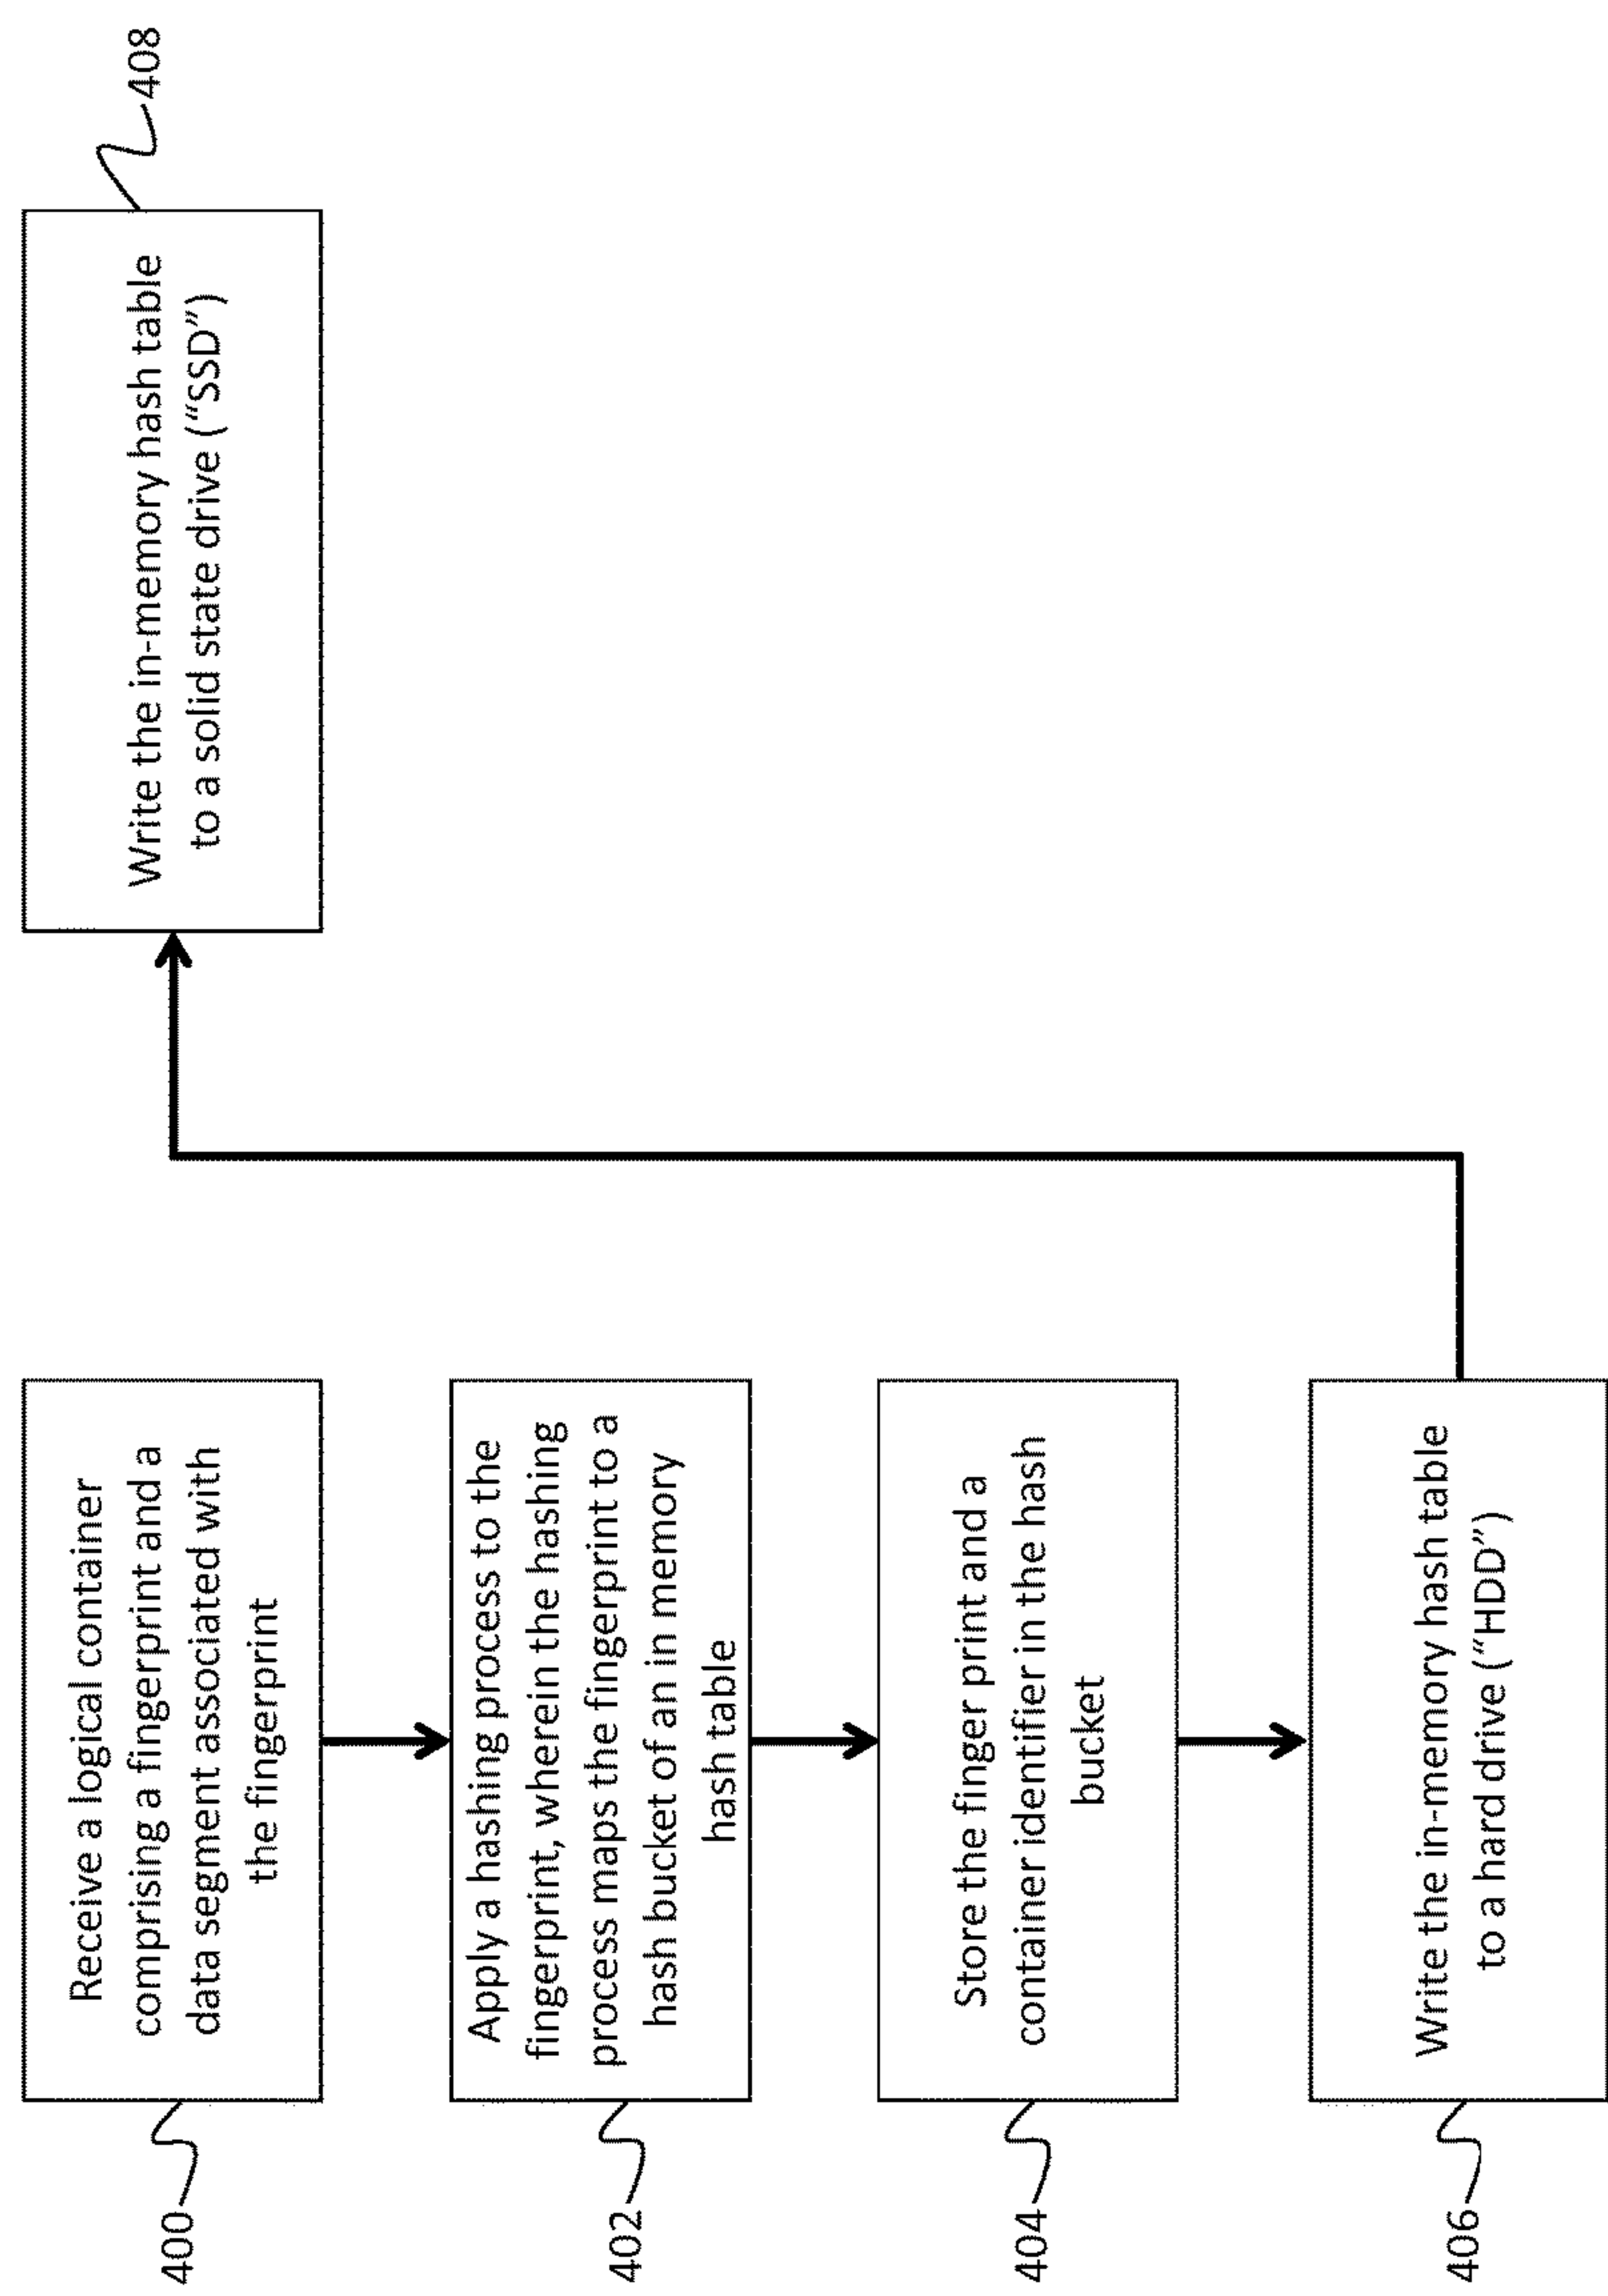 400
Receive a logical container
comprising a fingerprint and a
data segment associated with
the fingerprint
402
Apply a hashing process to the
fingerprint, wherein the hashing
process maps the fingerprint to a
hash bucket of an in memory
hash table
404
Store the finger print and a
container identifier in the hash
bucket
406
Write the in-memory hash table
to a hard drive (“HDD”)
Write the in-memory hash table
to a solid state drive (“SSD”)
408